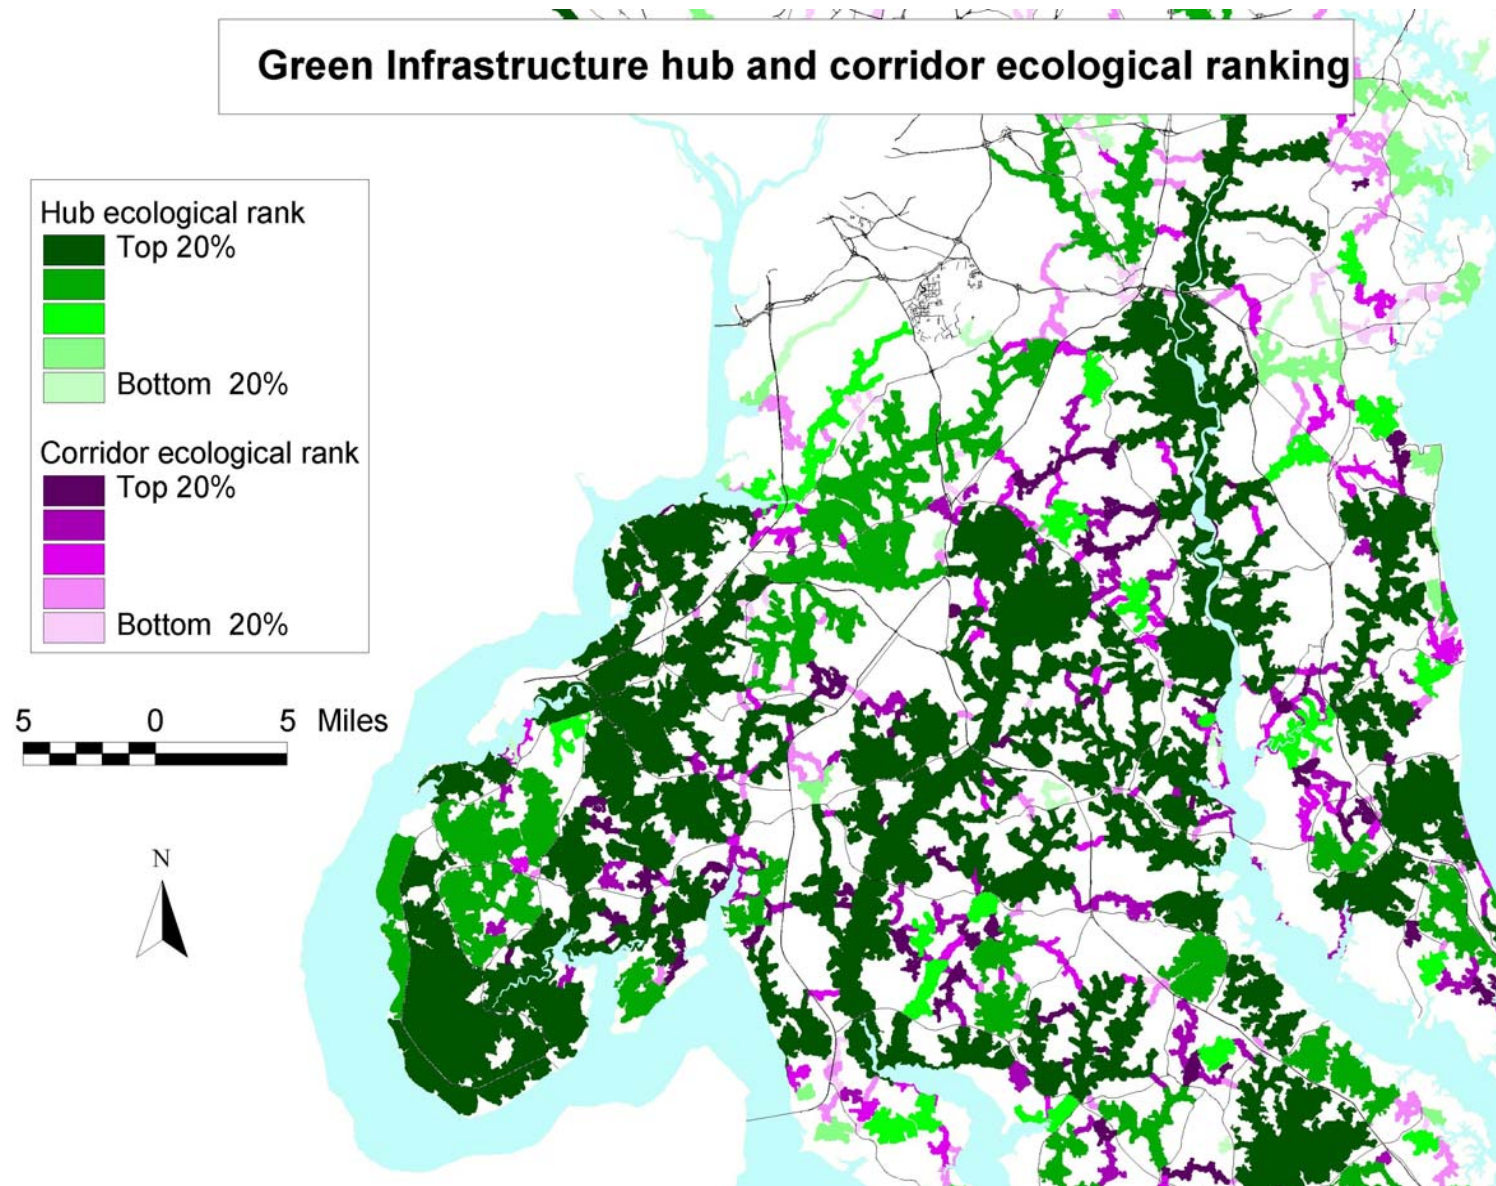 Green Infrastructure hub and corridor ecological ranking
Hub ecological rank
Top 20%
Bottom 20%
Corridor ecological rank
Top 20%
Bottom 20%
5 0 5 Miles
N